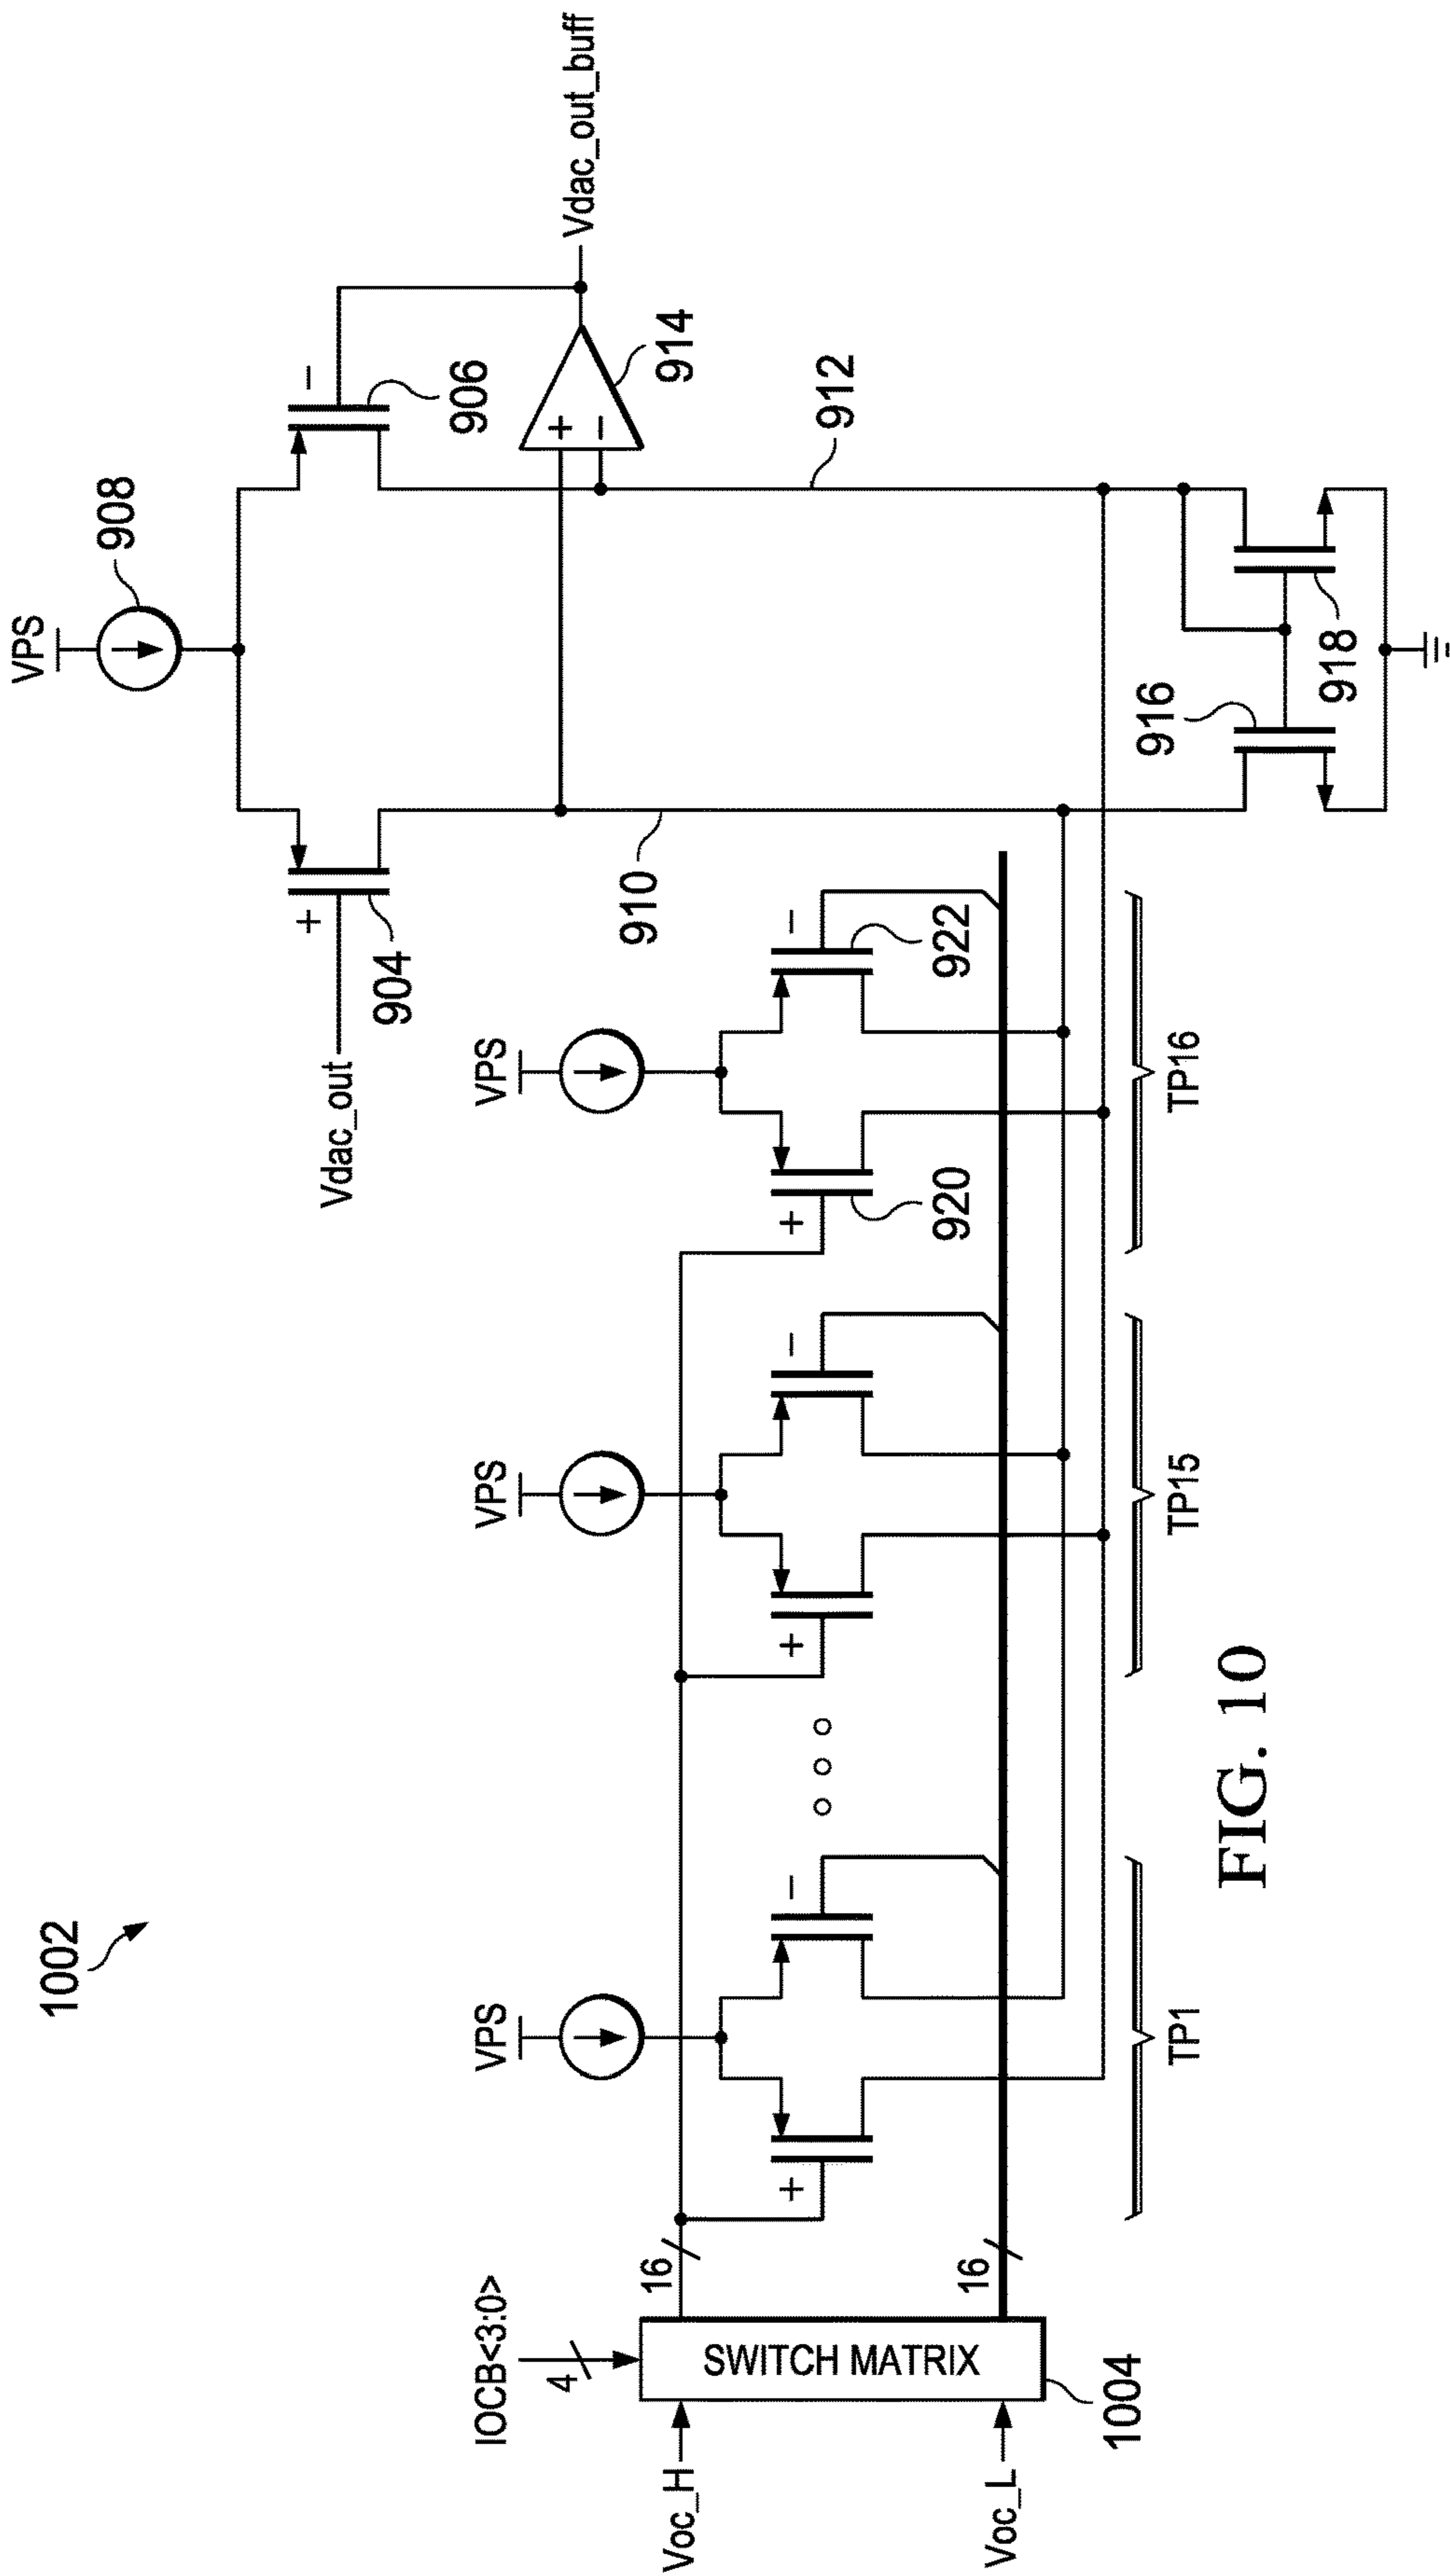 1002
VPS
908
Vdac_out
+
904
−
906
+
−
914
Vdac_out_buff
910
912
916
918
IOCB<3:0>
4
Voc_H
Voc_L
SWITCH MATRIX
1004
16
16
VPS
+
−
TP1
VPS
+
−
TP15
VPS
+
−
920
922
TP16
FIG. 10